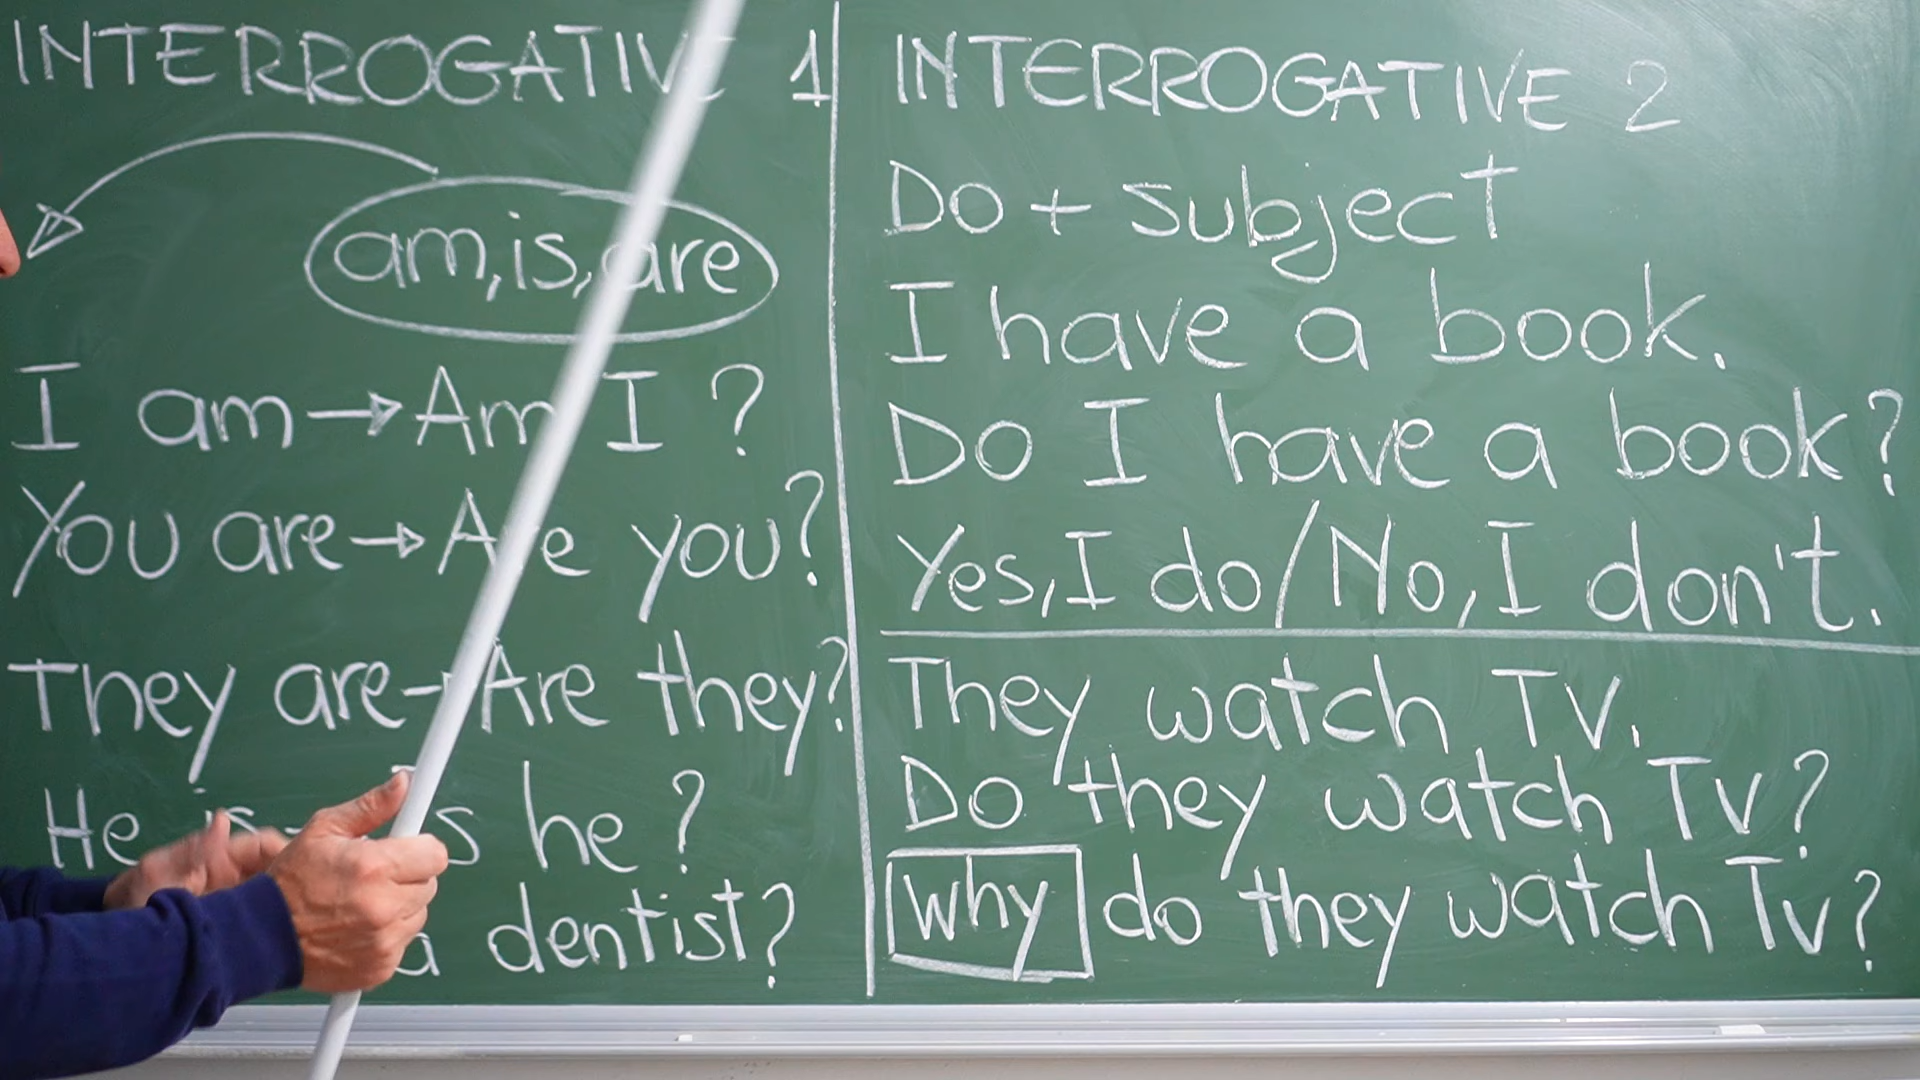 INTERROGATIVE 1
am, is, are
I am → Am I ?
You are → Are you?
They are → Are they?
He is → Is he ?
a dentist?
INTERROGATIVE 2
Do + subject
I have a book.
Do I have a book?
Yes, I do / No, I don't.
They watch TV.
Do they watch TV?
Why do they watch TV?